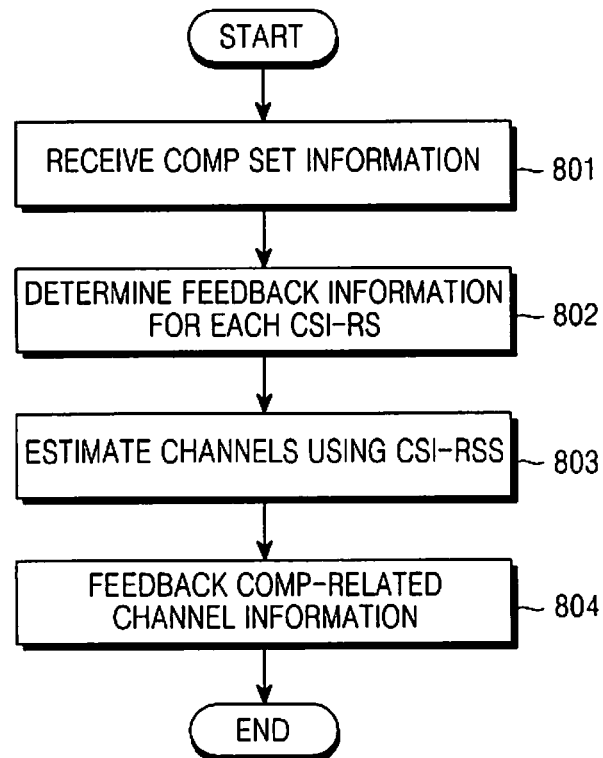 START
RECEIVE COMP SET INFORMATION
801
DETERMINE FEEDBACK INFORMATION
FOR EACH CSI-RS
802
ESTIMATE CHANNELS USING CSI-RSS
803
FEEDBACK COMP-RELATED
CHANNEL INFORMATION
804
END